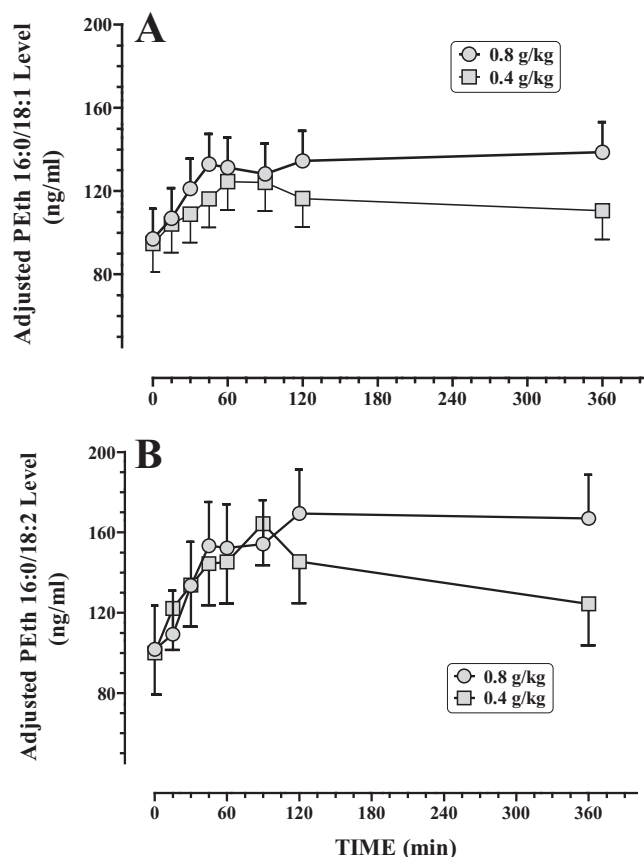 A
200
160
120
80
Adjusted PEth 16:0/18:1 Level
(ng/ml)
0.8 g/kg
0.4 g/kg
0 60 120 180 240 300 360
B
200
160
120
80
Adjusted PEth 16:0/18:2 Level
(ng/ml)
0.8 g/kg
0.4 g/kg
0 60 120 180 240 300 360
TIME (min)